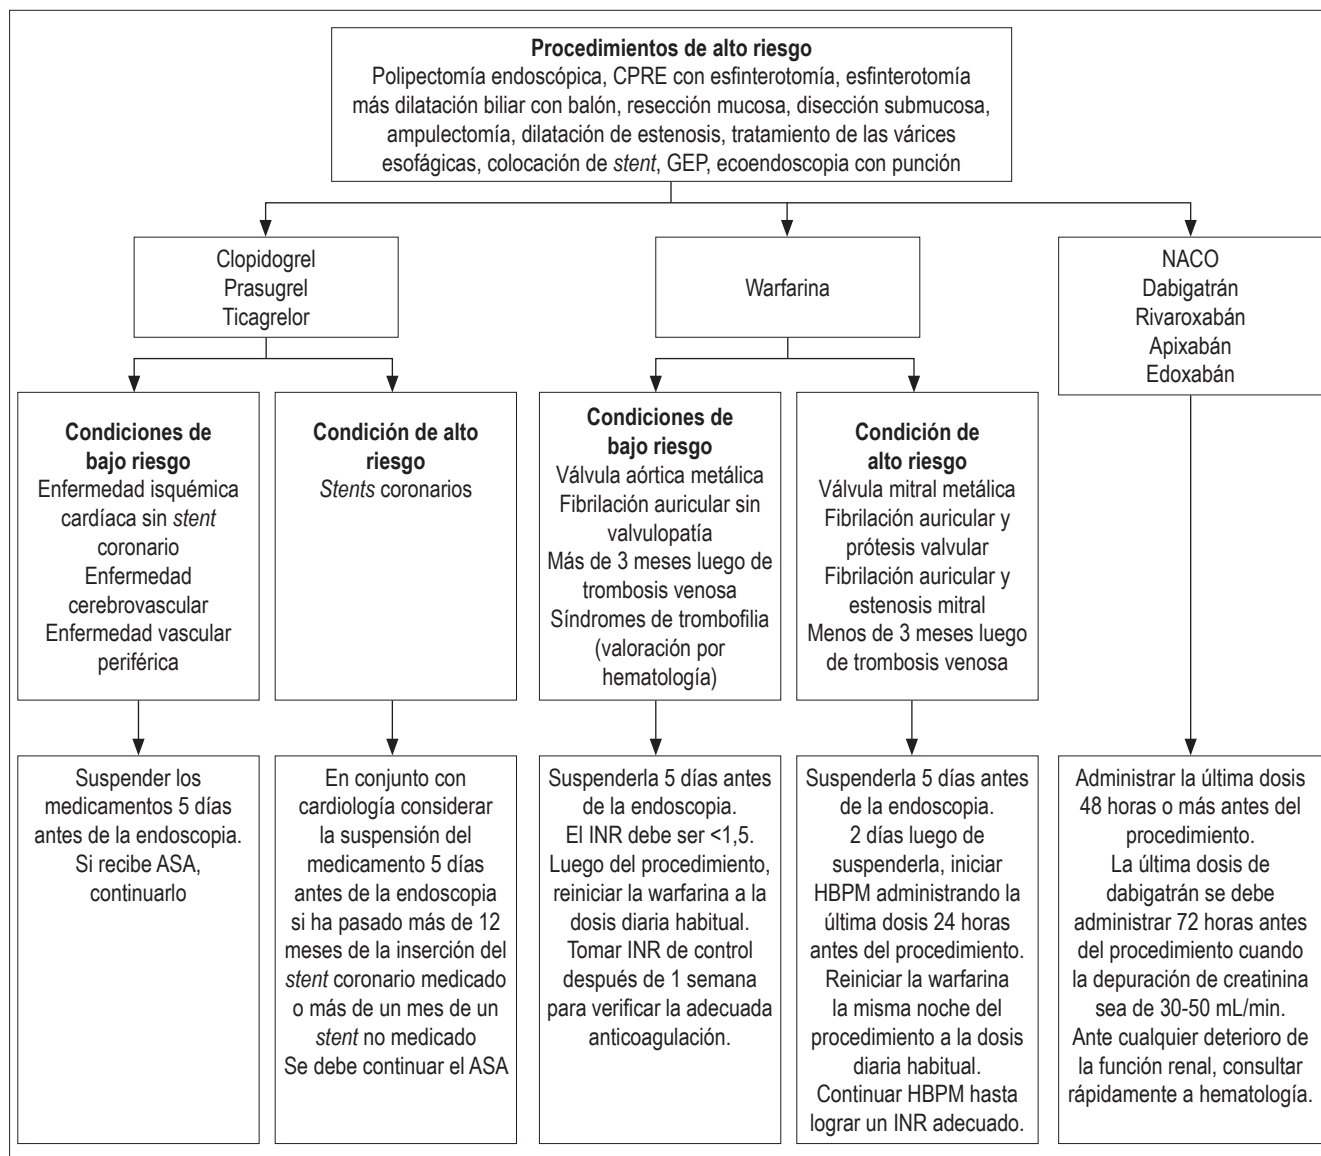 Procedimientos de alto riesgo
Polipectomía endoscópica, CPRE con esfinterotomía, esfinterotomía
más dilatación biliar con balón, resección mucosa, disección submucosa,
ampulectomía, dilatación de estenosis, tratamiento de las várices
esofágicas, colocación de stent, GEP, ecoendoscopia con punción
Clopidogrel
Prasugrel
Ticagrelor
Warfarina
NACO
Dabigatrán
Rivaroxabán
Apixabán
Edoxabán
Condiciones de
bajo riesgo
Enfermedad isquémica
cardíaca sin stent
coronario
Enfermedad
cerebrovascular
Enfermedad vascular
periférica
Condición de alto
riesgo
Stents coronarios
Condiciones de
bajo riesgo
Válvula aórtica metálica
Fibrilación auricular sin
valvulopatía
Más de 3 meses luego de
trombosis venosa
Síndromes de trombofilia
(valoración por
hematología)
Condición de
alto riesgo
Válvula mitral metálica
Fibrilación auricular y
prótesis valvular
Fibrilación auricular y
estenosis mitral
Menos de 3 meses luego
de trombosis venosa
Suspender los
medicamentos 5 días
antes de la endoscopia.
Si recibe ASA,
continuarlo
En conjunto con
cardiología considerar
la suspensión del
medicamento 5 días
antes de la endoscopia
si ha pasado más de 12
meses de la inserción del
stent coronario medicado
o más de un mes de un
stent no medicado
Se debe continuar el ASA
Suspenderla 5 días antes
de la endoscopia.
El INR debe ser <1,5.
Luego del procedimiento,
reiniciar la warfarina a la
dosis diaria habitual.
Tomar INR de control
después de 1 semana
para verificar la adecuada
anticoagulación.
Suspenderla 5 días antes
de la endoscopia.
2 días luego de
suspenderla, iniciar
HBPM administrando la
última dosis 24 horas
antes del procedimiento.
Reiniciar la warfarina
la misma noche del
procedimiento a la dosis
diaria habitual.
Continuar HBPM hasta
lograr un INR adecuado.
Administrar la última dosis
48 horas o más antes del
procedimiento.
La última dosis de
dabigatrán se debe
administrar 72 horas antes
del procedimiento cuando
la depuración de creatinina
sea de 30-50 mL/min.
Ante cualquier deterioro de
la función renal, consultar
rápidamente a hematología.